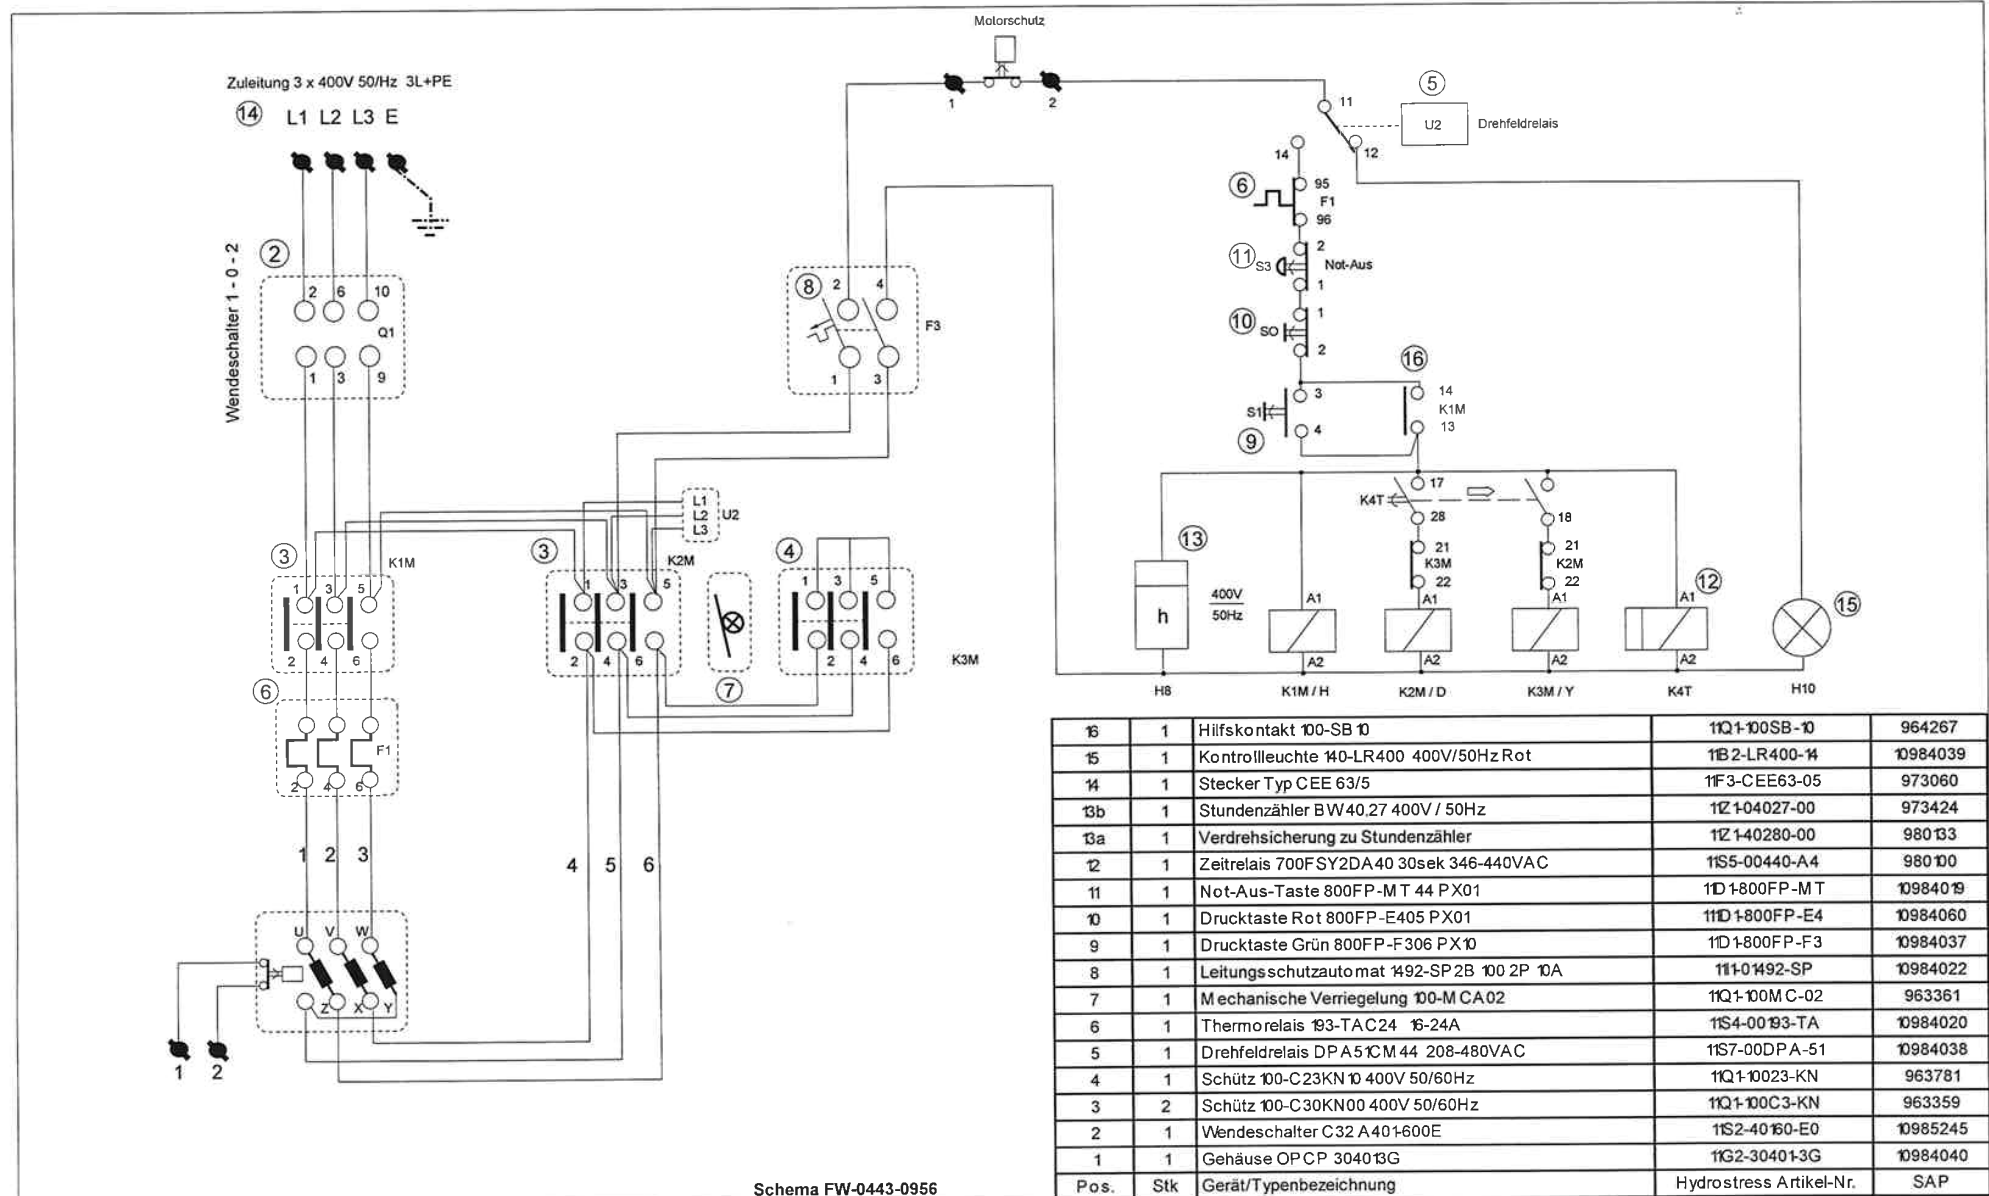 Motorschutz
Zuleitung 3 x 400V 50/Hz 3L+PE
14 L1 L2 L3 E
1 2
11
5
U2 Drehfeldrelais
12
14
6 95
F1
96
2
11 S3 Not-Aus
1
1
10 SO
2
16
3 14
S1 K1M
4 13
9
Wendeschalter 1 - 0 - 2
2
2 6 10
Q1
1 3 9
8 2 4
F3
1 3
L1
L2 U2
L3
3 K1M
1 3 5
2 4 6
3 K2M
1 3 5
2 4 6
7
4
1 3 5
2 4 6
K3M
6
F1
2 4 6
1 2 3
4 5 6
U V W
Z X Y
1 2
17
K4T
28 18
21 21
K3M K2M
22 22
13
h
400V
50Hz
12
15
A1 A1 A1 A1
A2 A2 A2 A2
H8 K1M / H K2M / D K3M / Y K4T H10
16 1 Hilfskontakt 100-SB 10 11Q1-100SB-10 964267
15 1 Kontrollleuchte 140-LR400 400V/50Hz Rot 11B2-LR400-14 10984039
14 1 Stecker Typ CEE 63/5 11F3-CEE63-05 973060
13b 1 Stundenzähler BW40,27 400V / 50Hz 11Z1-04027-00 973424
13a 1 Verdrehsicherung zu Stundenzähler 11Z1-40280-00 980133
12 1 Zeitrelais 700FSY2DA40 30sek 346-440VAC 11S5-00440-A4 980100
11 1 Not-Aus-Taste 800FP-MT 44 PX01 11D1-800FP-MT 10984019
10 1 Drucktaste Rot 800FP-E405 PX01 111D1-800FP-E4 10984060
9 1 Drucktaste Grün 800FP-F306 PX10 11D1-800FP-F3 10984037
8 1 Leitungsschutzautomat 1492-SP2B 100 2P 10A 11I1-01492-SP 10984022
7 1 Mechanische Verriegelung 100-MCA02 11Q1-100MC-02 963361
6 1 Thermorelais 193-TAC24 16-24A 11S4-00193-TA 10984020
5 1 Drehfeldrelais DPA51CM44 208-480VAC 11S7-00DPA-51 10984038
4 1 Schütz 100-C23KN10 400V 50/60Hz 11Q1-10023-KN 963781
3 2 Schütz 100-C30KN00 400V 50/60Hz 11Q1-100C3-KN 963359
2 1 Wendeschalter C32 A401-600E 11S2-40160-E0 10985245
1 1 Gehäuse OPCP 304013G 11G2-30401-3G 10984040
Pos. Stk Gerät/Typenbezeichnung Hydrostress Artikel-Nr. SAP
Schema FW-0443-0956